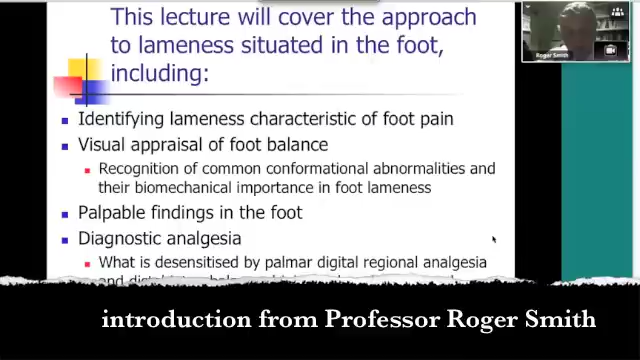 This lecture will cover the approach
to lameness situated in the foot,
including:
Roger Smith
Identifying lameness characteristic of foot pain
Visual appraisal of foot balance
Recognition of common conformational abnormalities and
their biomechanical importance in foot lameness
Palpable findings in the foot
Diagnostic analgesia
What is desensitised by palmar digital regional analgesia
and
introduction from Professor Roger Smith